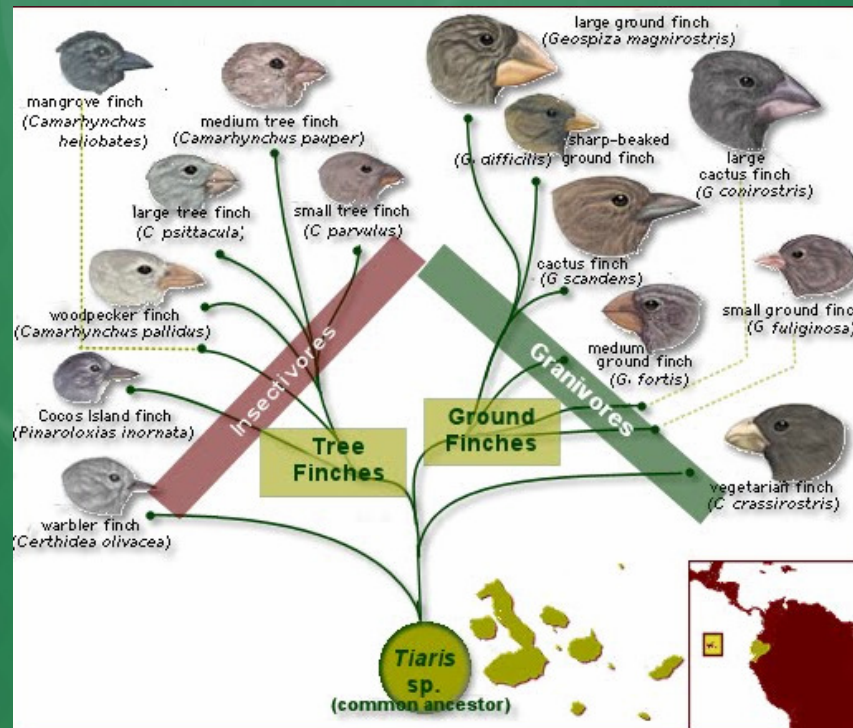 large ground finch
(Geospiza magnirostris)
mangrove finch
(Camarhynchus
heliobates)
medium tree finch
(Camarhynchus pauper)
(G. difficilis)
sharp-beaked
ground finch
large
cactus finch
(G conirostris)
large tree finch
(C psittacula)
small tree finch
(C parvulus)
cactus finch
(G scandens)
woodpecker finch
(Camarhynchus pallidus)
small ground finch
(G fuliginosa)
medium
ground finch
(G. fortis)
Insectivores
Granivores
Cocos Island finch
(Pinaroloxias inornata)
Tree
Finches
Ground
Finches
warbler finch
(Certhidea olivacea)
vegetarian finch
(C crassirostris)
Tiaris
sp.
(common ancestor)